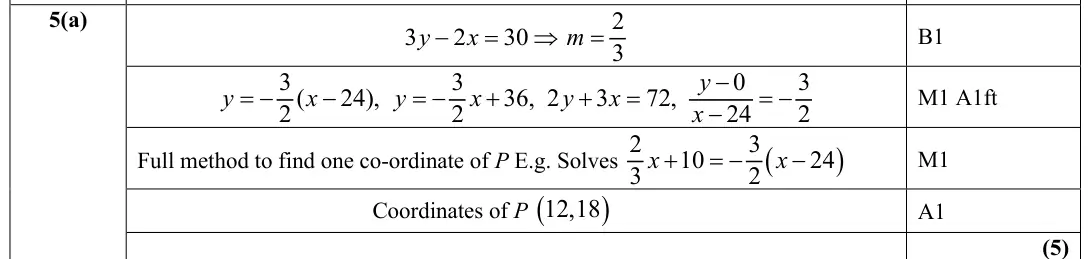 5(a)
3y − 2x = 30 ⇒ m = 2/3
B1
y = −3/2(x − 24), y = −3/2x + 36, 2y + 3x = 72, (y − 0)/(x − 24) = −3/2
M1 A1ft
Full method to find one co-ordinate of P E.g. Solves 2/3x + 10 = −3/2(x − 24)
M1
Coordinates of P (12,18)
A1
(5)